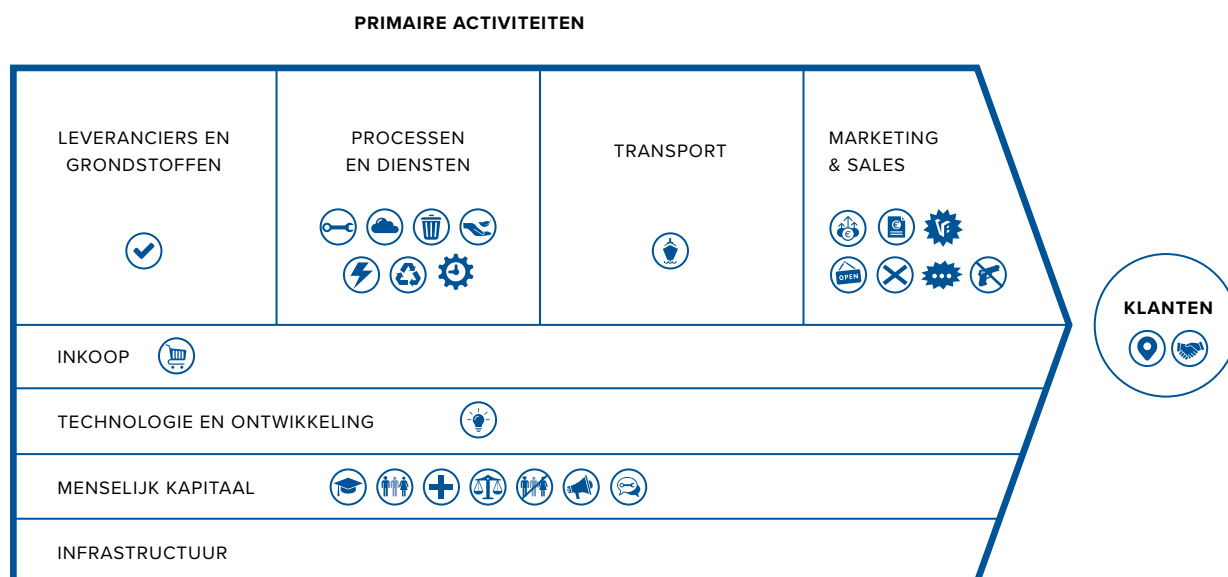 PRIMAIRE ACTIVITEITEN
LEVERANCIERS EN
GRONDSTOFFEN
PROCESSEN
EN DIENSTEN
TRANSPORT
MARKETING
& SALES
€
€
OPEN
KLANTEN
INKOOP
TECHNOLOGIE EN ONTWIKKELING
MENSELIJK KAPITAAL
INFRASTRUCTUUR